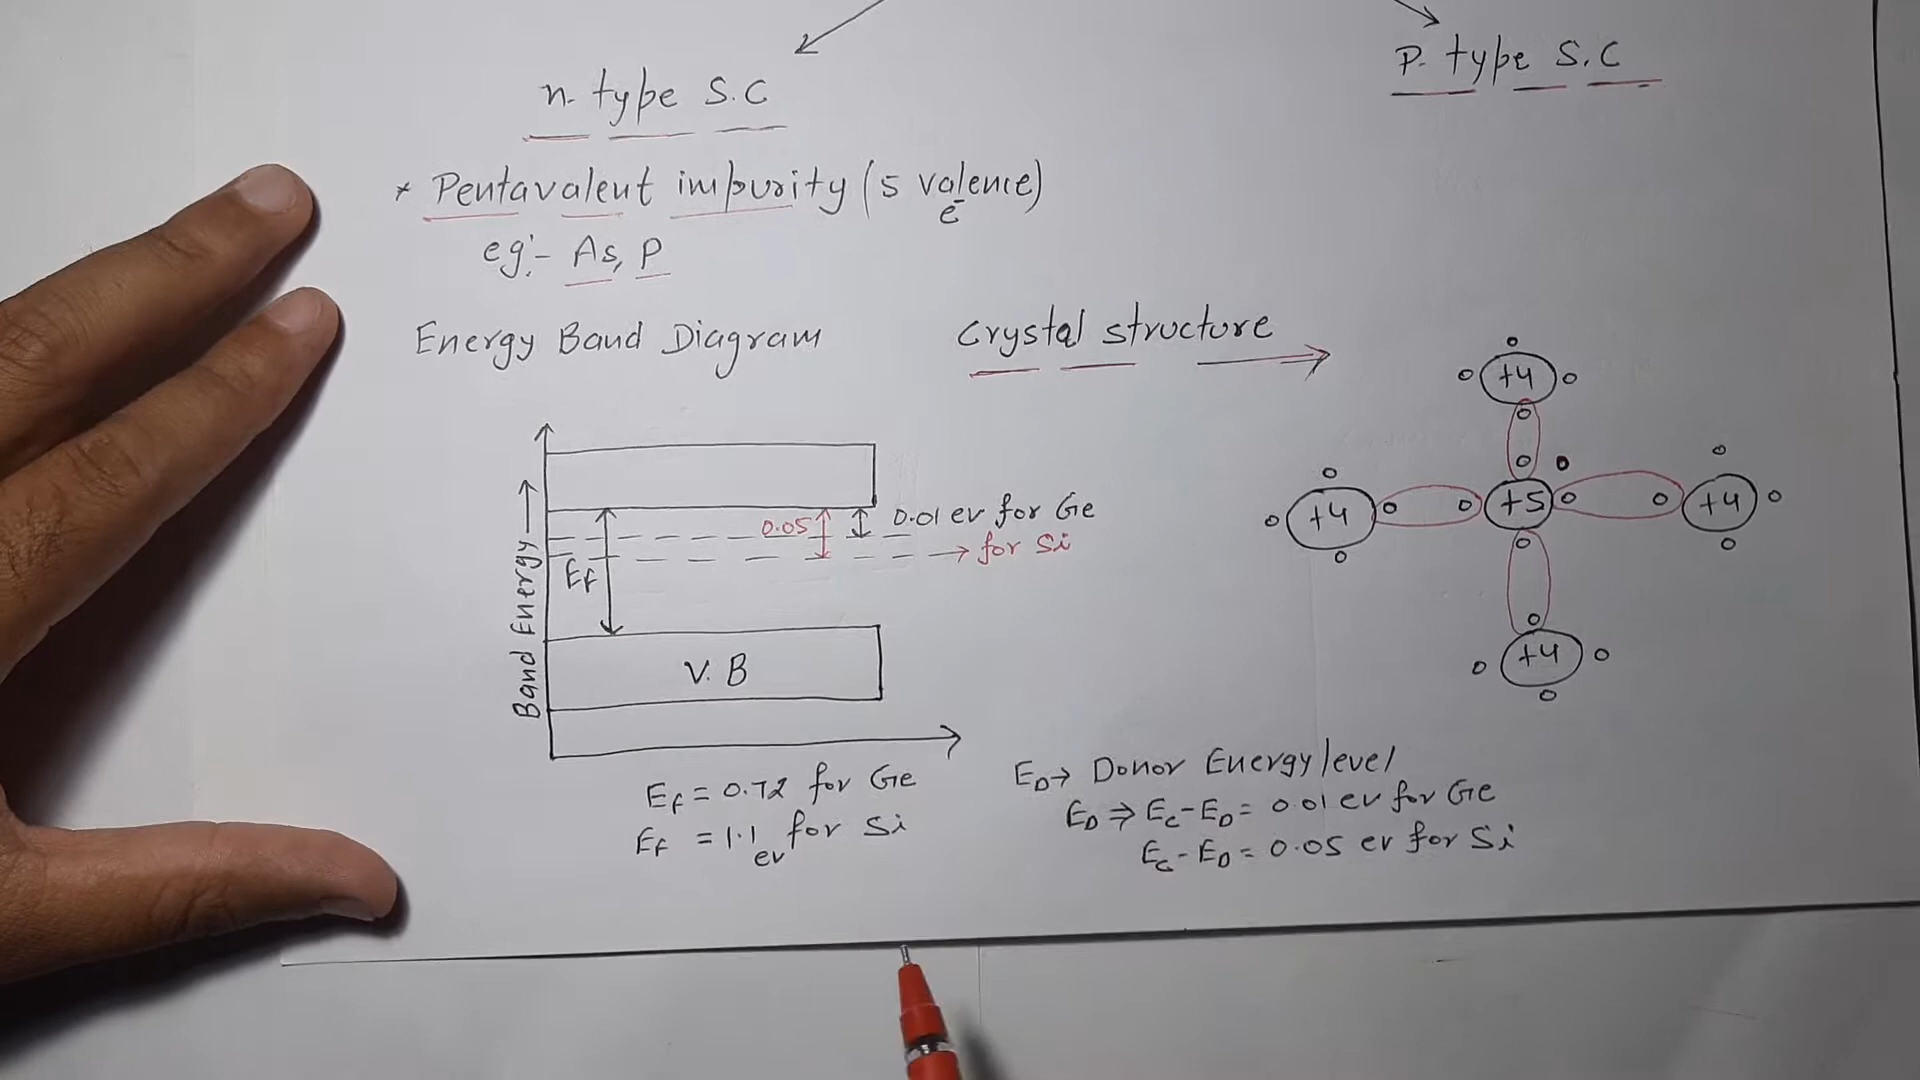 n-type S.C
P-type S.C
* Pentavalent impurity (5 valence)
e-
eg:- As, P
Energy Band Diagram
Crystal structure
+4
0.05
0.01 ev for Ge
for Si
Ef
Band Energy
V.B
+4
+5
+4
+4
Ef = 0.72 for Ge
Ef = 1.1 for Si
ev
ED→ Donor Energy level
ED ⇒ Ec-ED = 0.01 ev for Ge
Ec-ED = 0.05 ev for Si